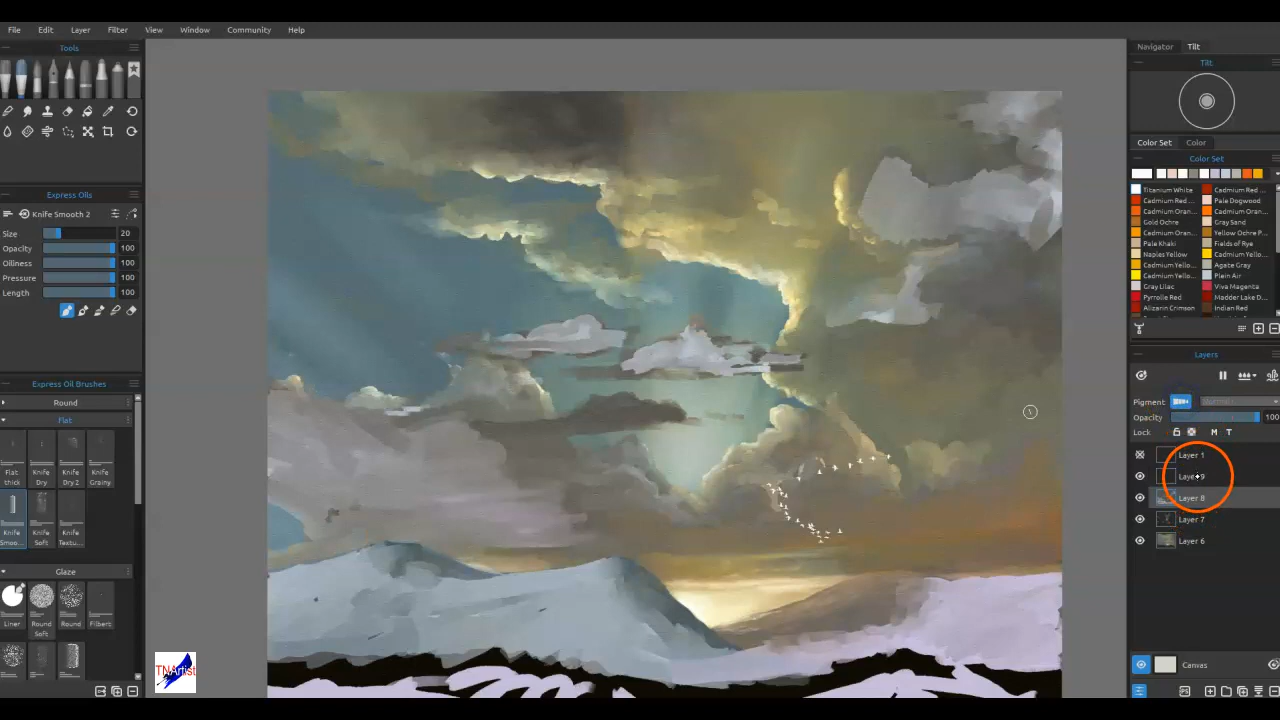 File Edit Layer Filter View Window Community Help
Tools
Express Oils
Knife Smooth 2
Size 20
Opacity 100
Oiliness 100
Pressure 100
Length 100
Express Oil Brushes
Round
Flat
Flat thick
Knife Dry
Knife Dry 2
Knife Grainy
Knife Smoo...
Knife Soft
Knife Textu...
Glaze
Liner
Round Soft
Round
Filbert
TNArtist
Navigator Tilt
Tilt
Color Set Color
Color Set
Titanium White Cadmium Red
Cadmium Red ... Pale Dogwood
Cadmium Oran... Cadmium Oran...
Gold Ochre Gray Sand
Cadmium Oran... Yellow Ochre P...
Pale Khaki Fields of Rye
Naples Yellow Cadmium Yello...
Cadmium Yello... Agate Gray
Cadmium Yello... Plein Air
Gray Lilac Viva Magenta
Pyrrolle Red Madder Lake D...
Alizarin Crimson Indian Red
Layers
Pigment Normal
Opacity 100
Lock M T
Layer 1
Layer 9
Layer 8
Layer 7
Layer 6
Canvas